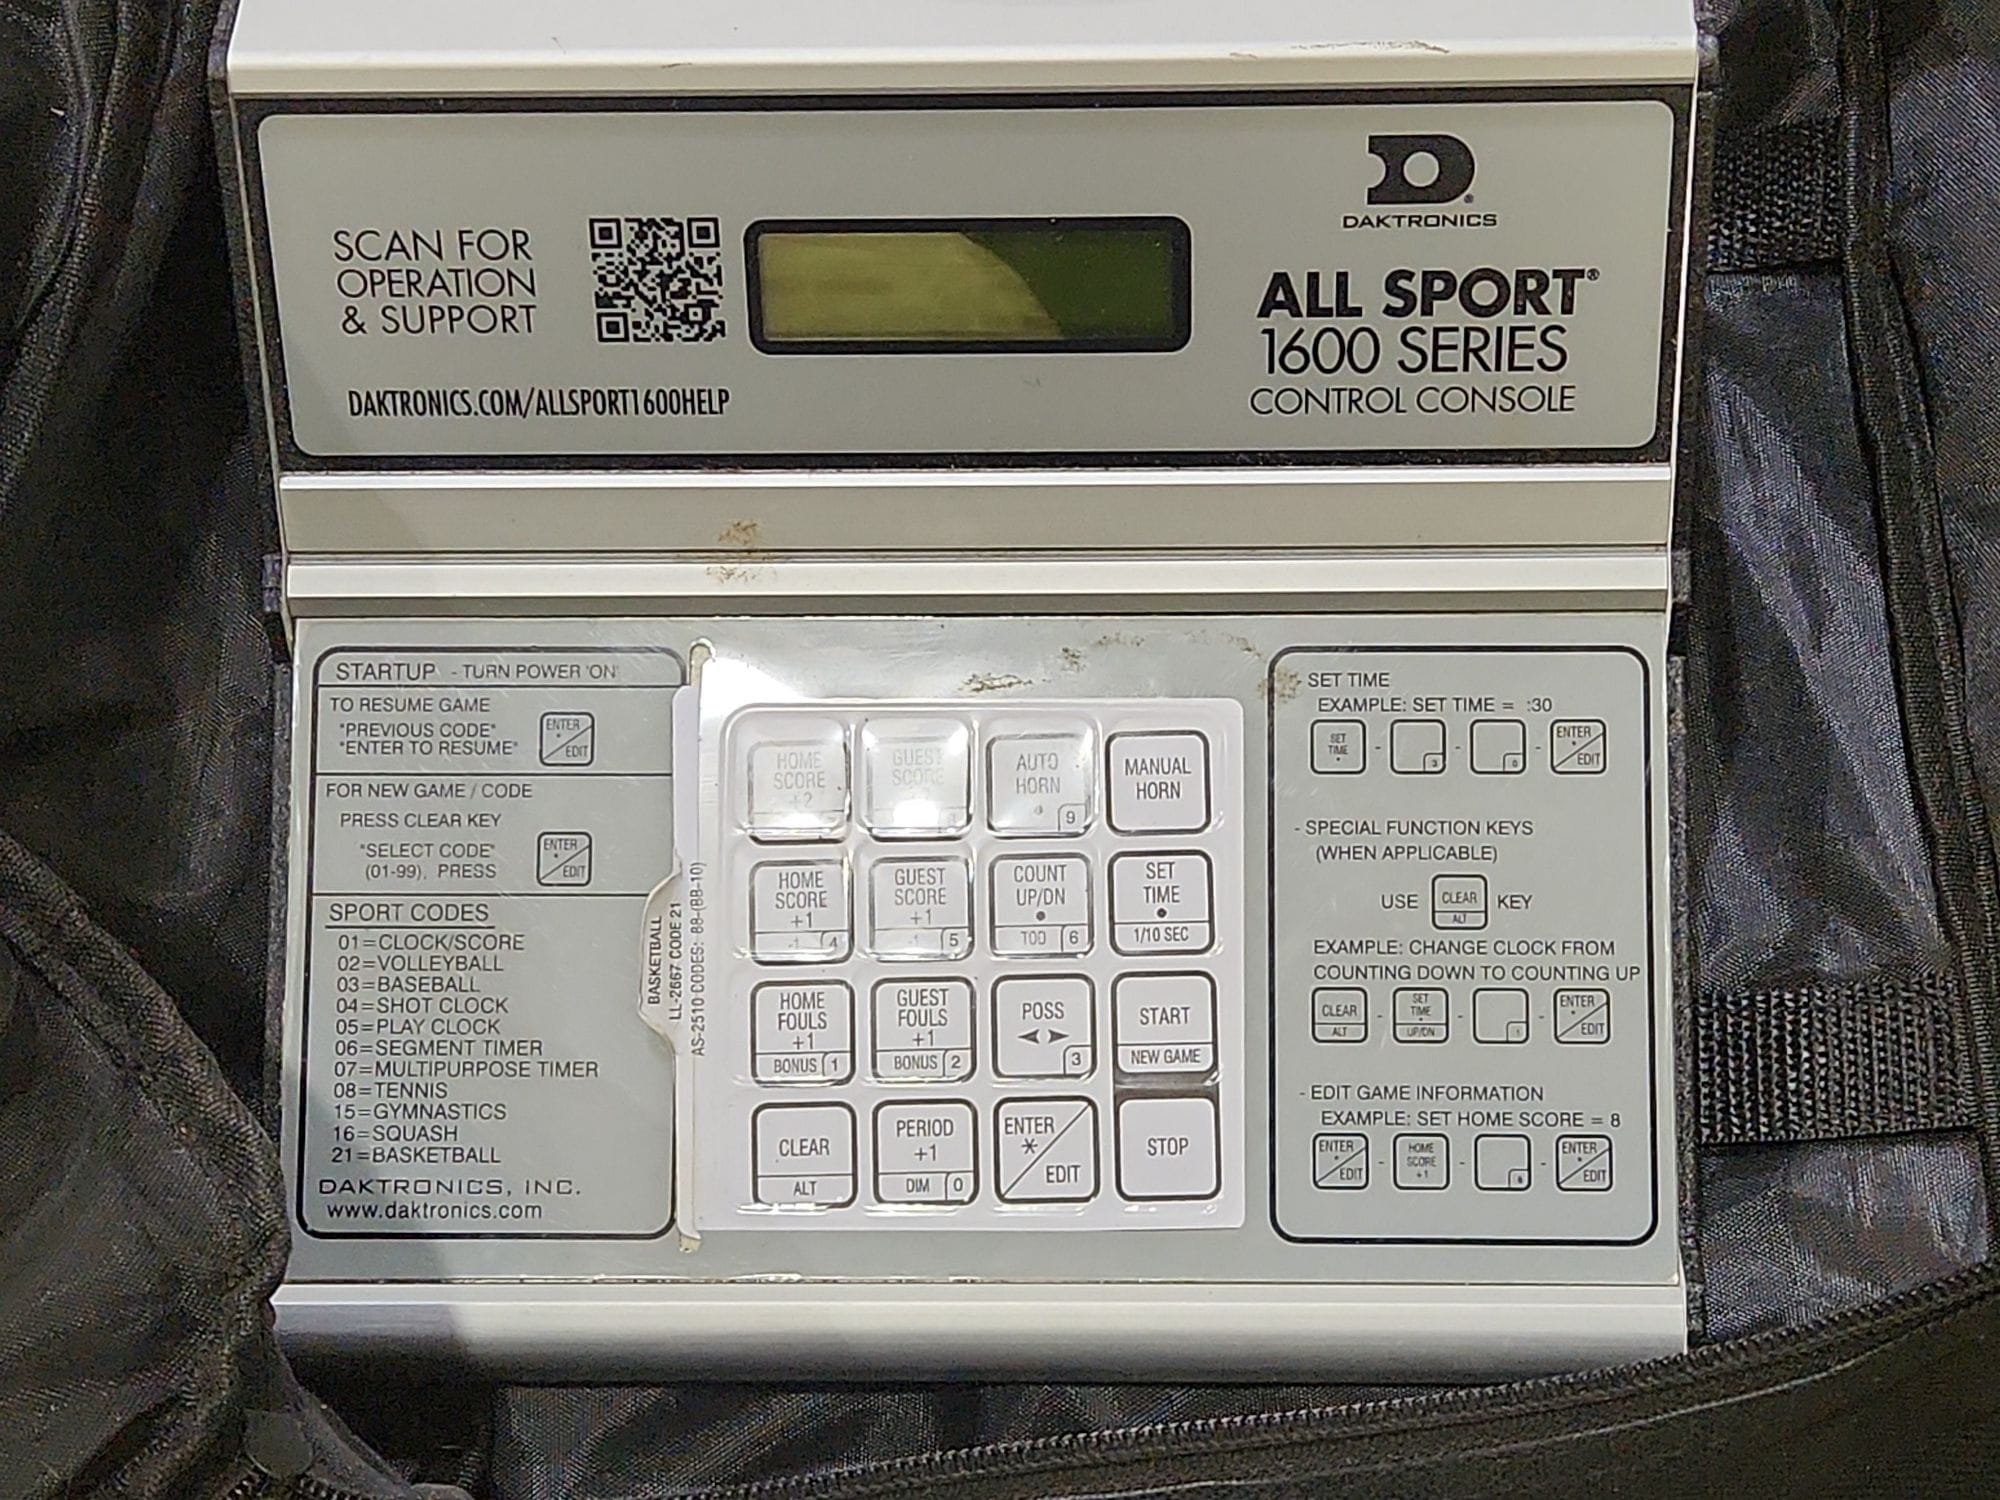 DAKTRONICS
SCAN FOR
OPERATION
& SUPPORT
DAKTRONICS.COM/ALLSPORT1600HELP
ALL SPORT®
1600 SERIES
CONTROL CONSOLE
STARTUP - TURN POWER 'ON'
TO RESUME GAME
"PREVIOUS CODE"
"ENTER TO RESUME"
ENTER
EDIT
FOR NEW GAME / CODE
PRESS CLEAR KEY
"SELECT CODE"
(01-99), PRESS
ENTER
EDIT
SPORT CODES
01=CLOCK/SCORE
02=VOLLEYBALL
03=BASEBALL
04=SHOT CLOCK
05=PLAY CLOCK
06=SEGMENT TIMER
07=MULTIPURPOSE TIMER
08=TENNIS
15=GYMNASTICS
16=SQUASH
21=BASKETBALL
DAKTRONICS, INC.
www.daktronics.com
BASKETBALL
LL-2667 CODE 21
AS-2510 CODES: 88-(BB-10)
HOME
SCORE
+2
GUEST
SCORE
AUTO
HORN
9
MANUAL
HORN
HOME
SCORE
+1
-1 4
GUEST
SCORE
+1
-1 5
COUNT
UP/DN
•
TOD 6
SET
TIME
•
1/10 SEC
HOME
FOULS
+1
BONUS 1
GUEST
FOULS
+1
BONUS 2
POSS
◄ ►
3
START
NEW GAME
CLEAR
ALT
PERIOD
+1
DIM 0
ENTER
*
EDIT
STOP
SET TIME
EXAMPLE: SET TIME = :30
SET
TIME
•
- 3 - 0 -
ENTER
EDIT
- SPECIAL FUNCTION KEYS
(WHEN APPLICABLE)
USE CLEAR KEY
ALT
EXAMPLE: CHANGE CLOCK FROM
COUNTING DOWN TO COUNTING UP
CLEAR
ALT
-
SET
TIME
•
UP/DN
- 1 -
ENTER
EDIT
- EDIT GAME INFORMATION
EXAMPLE: SET HOME SCORE = 8
ENTER
EDIT
-
HOME
SCORE
+1
- 8 -
ENTER
EDIT